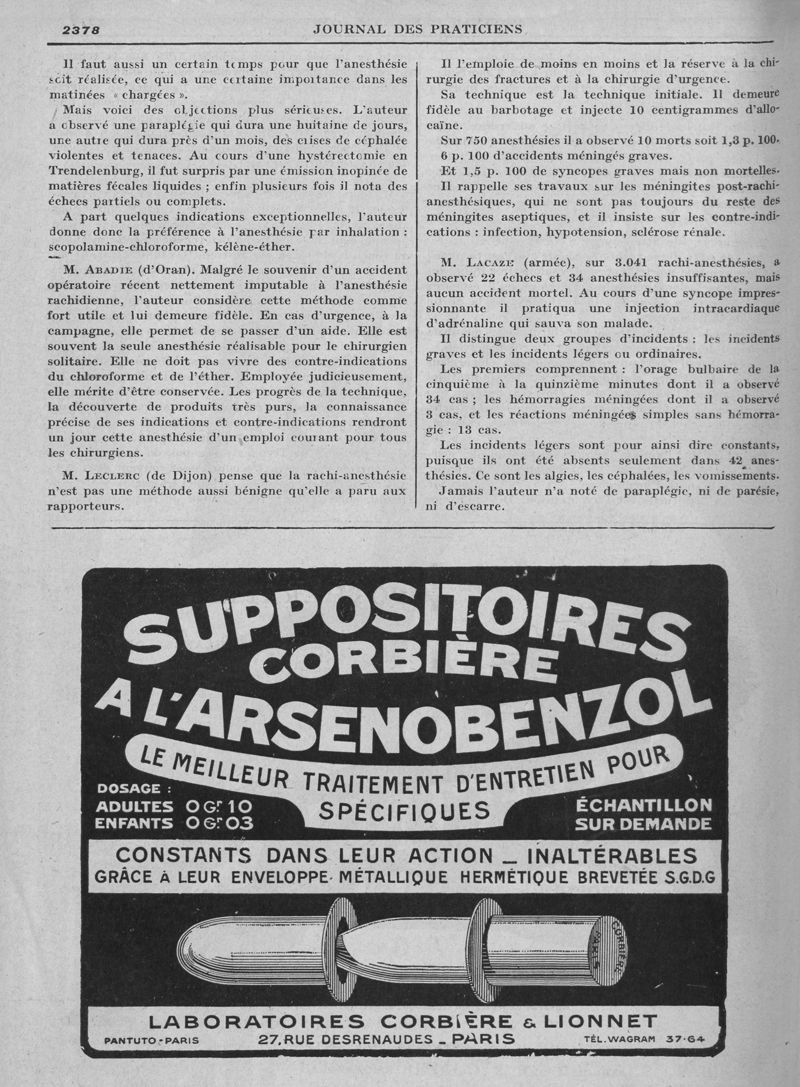 2378
JOURNAL DES PRATICIENS
Il faut aussi un certain temps pour que l'anesthésie
soit réalisée, ce qui a une certaine importance dans les
matinées « chargées ».
Mais voici des objections plus sérieuses. L'auteur
a observé une paraplégie qui dura une huitaine de jours,
une autre qui dura près d'un mois, des crises de céphalée
violentes et tenaces. Au cours d'une hystérectomie en
Trendelenburg, il fut surpris par une émission inopinée de
matières fécales liquides ; enfin plusieurs fois il nota des
échecs partiels ou complets.
A part quelques indications exceptionnelles, l'auteur
donne donc la préférence à l'anesthésie par inhalation :
scopolamine-chloroforme, kélène-éther.
M. ABADIE (d'Oran). Malgré le souvenir d'un accident
opératoire récent nettement imputable à l'anesthésie
rachidienne, l'auteur considère cette méthode comme
fort utile et lui demeure fidèle. En cas d'urgence, à la
campagne, elle permet de se passer d'un aide. Elle est
souvent la seule anesthésie réalisable pour le chirurgien
solitaire. Elle ne doit pas vivre des contre-indications
du chloroforme et de l'éther. Employée judicieusement,
elle mérite d'être conservée. Les progrès de la technique,
la découverte de produits très purs, la connaissance
précise de ses indications et contre-indications rendront
un jour cette anesthésie d'un emploi courant pour tous
les chirurgiens.
M. LECLERC (de Dijon) pense que la rachi-anesthésie
n'est pas une méthode aussi bénigne qu'elle a paru aux
rapporteurs.
Il l'emploie de moins en moins et la réserve à la chi-
rurgie des fractures et à la chirurgie d'urgence.
Sa technique est la technique initiale. Il demeure
fidèle au barbotage et injecte 10 centigrammes d'allo-
caïne.
Sur 750 anesthésies il a observé 10 morts soit 1,3 p. 100.
6 p. 100 d'accidents méningés graves.
Et 1,5 p. 100 de syncopes graves mais non mortelles.
Il rappelle ses travaux sur les méningites post-rachi-
anesthésiques, qui ne sont pas toujours du reste des
méningites aseptiques, et il insiste sur les contre-indi-
cations : infection, hypotension, sclérose rénale.
M. LACAZE (armée), sur 3.041 rachi-anesthésies, a
observé 22 échecs et 34 anesthésies insuffisantes, mais
aucun accident mortel. Au cours d'une syncope impres-
sionnante il pratiqua une injection intracardiaque
d'adrénaline qui sauva son malade.
Il distingue deux groupes d'incidents : les incidents
graves et les incidents légers ou ordinaires.
Les premiers comprennent : l'orage bulbaire de la
cinquième à la quinzième minutes dont il a observé
34 cas ; les hémorragies méningées dont il a observé
3 cas, et les réactions méningées simples sans hémorra-
gie : 13 cas.
Les incidents légers sont pour ainsi dire constants,
puisque ils ont été absents seulement dans 42 anes-
thésies. Ce sont les algies, les céphalées, les vomissements.
Jamais l'auteur n'a noté de paraplégie, ni de parésie,
ni d'escarre.
SUPPOSITOIRES
CORBIÈRE
A L'ARSENOBENZOL
LE MEILLEUR TRAITEMENT D'ENTRETIEN POUR
SPÉCIFIQUES
DOSAGE :
ADULTES 0 Gr 10
ENFANTS 0 Gr 03
ÉCHANTILLON
SUR DEMANDE
CONSTANTS DANS LEUR ACTION _ INALTÉRABLES
GRÂCE A LEUR ENVELOPPE MÉTALLIQUE HERMÉTIQUE BREVETÉE S.G.D.G
CORBIÈRE
PARIS
LABORATOIRES CORBIÈRE & LIONNET
PANTUTO-PARIS
27, RUE DESRENAUDES _ PARIS
TÉL. WAGRAM 37-64